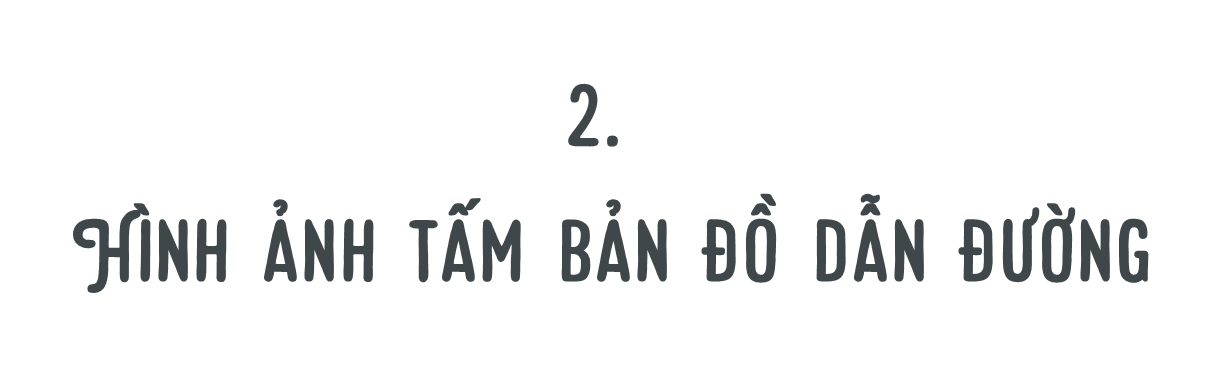 2.
HÌNH ẢNH TẤM BẢN ĐỒ DẪN ĐƯỜNG